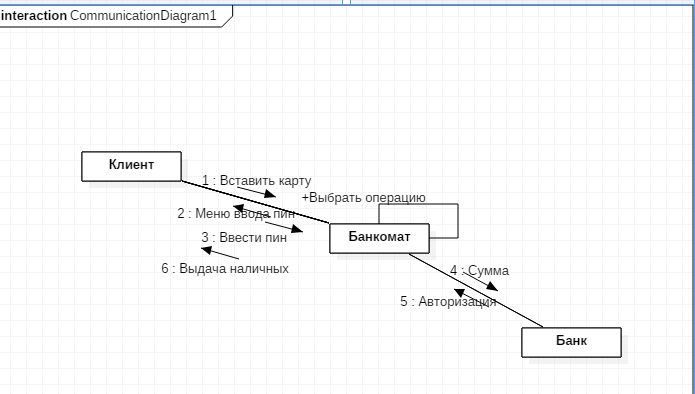 interaction CommunicationDiagram1
Клиент
1 : Вставить карту
+Выбрать операцию
2 : Меню ввода пин
3 : Ввести пин
Банкомат
6 : Выдача наличных
4 : Сумма
5 : Авторизация
Банк